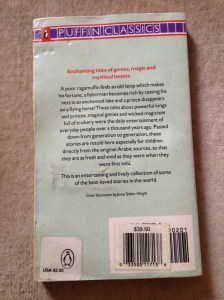 PUFFIN CLASSICS
Enchanting tales of genies, magic and
mythical beasts.
A poor ragamuffin finds an old lamp which makes
his fortune, a fisherman becomes rich by casting his
nets in an enchanted lake and a prince disappears
on a flying horse! These tales about powerful kings
and princes, magical genies and wicked magicians
full of trickery were the daily entertainment of
everyday people over a thousand years ago. Passed
down from generation to generation, these
stories are retold here especially for children
directly from the original Arabic sources, so that
they are as fresh and vivid as they were when they
were first told.
This is an entertaining and lively collection of some
of the best-loved stories in the world.
$39.50